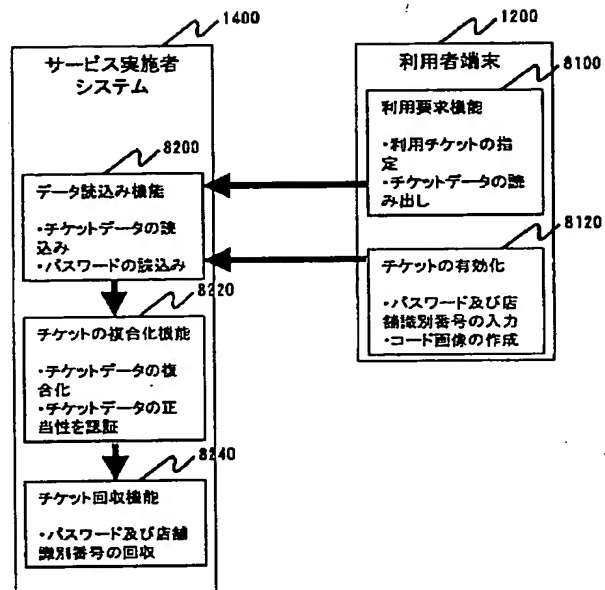 1400
サービス実施者
システム
8200
データ読込み機能
・チケットデータの読
込み
・パスワードの読込み
8220
チケットの複合化機能
・チケットデータの複
合化
・チケットデータの正
当性を認証
8240
チケット回収機能
・パスワード及び店舗
識別番号の回収
1200
利用者端末
8100
利用要求機能
・利用チケットの指
定
・チケットデータの読
み出し
8120
チケットの有効化
・パスワード及び店
舗識別番号の入力
・コード画像の作成